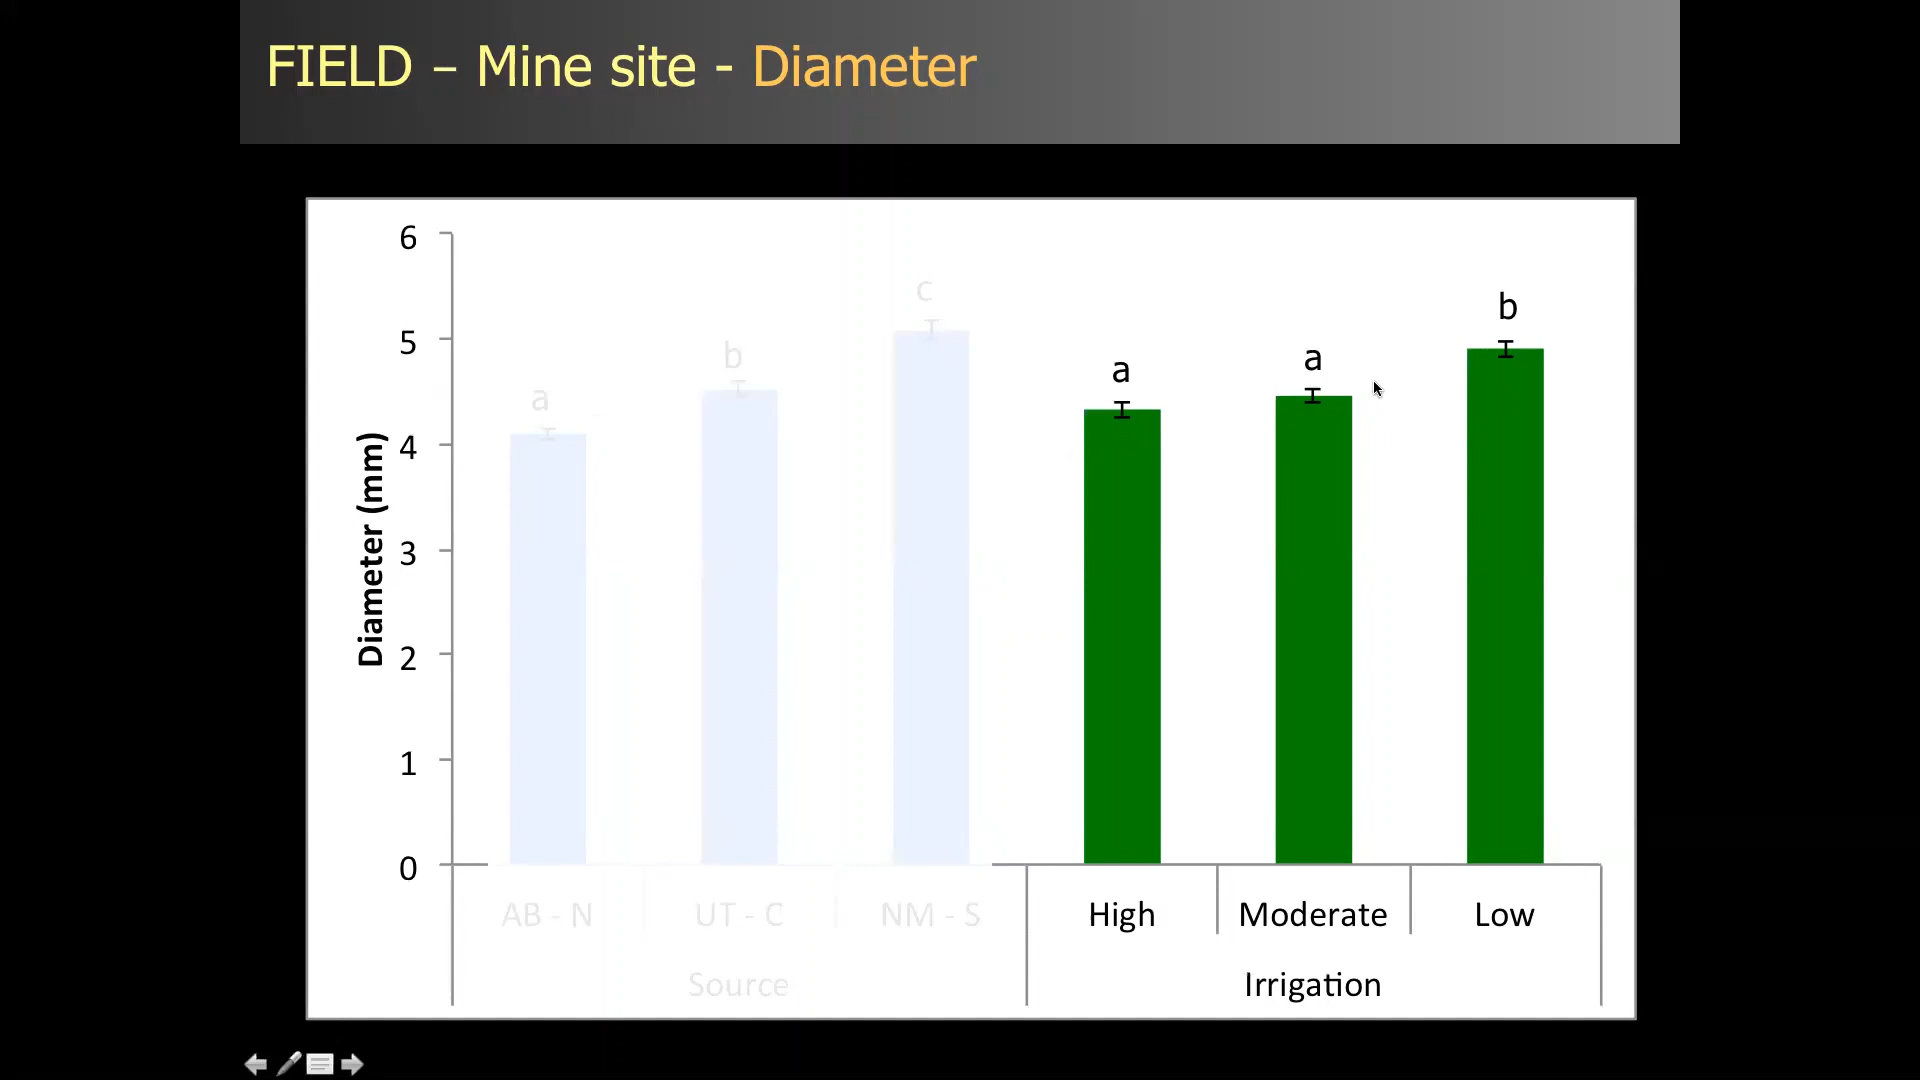 FIELD – Mine site - Diameter
6
5
4
3
2
1
0
Diameter (mm)
a
b
c
a
a
b
AB - N
UT - C
NM - S
High
Moderate
Low
Source
Irrigation